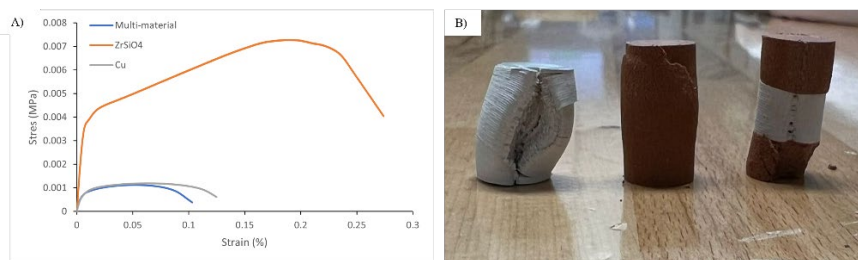 A)
0.008
0.007
0.006
0.005
0.004
0.003
0.002
0.001
0
Stres (MPa)
Multi-material
ZrSiO4
Cu
0
0.05
0.1
0.15
0.2
0.25
0.3
Strain (%)
B)